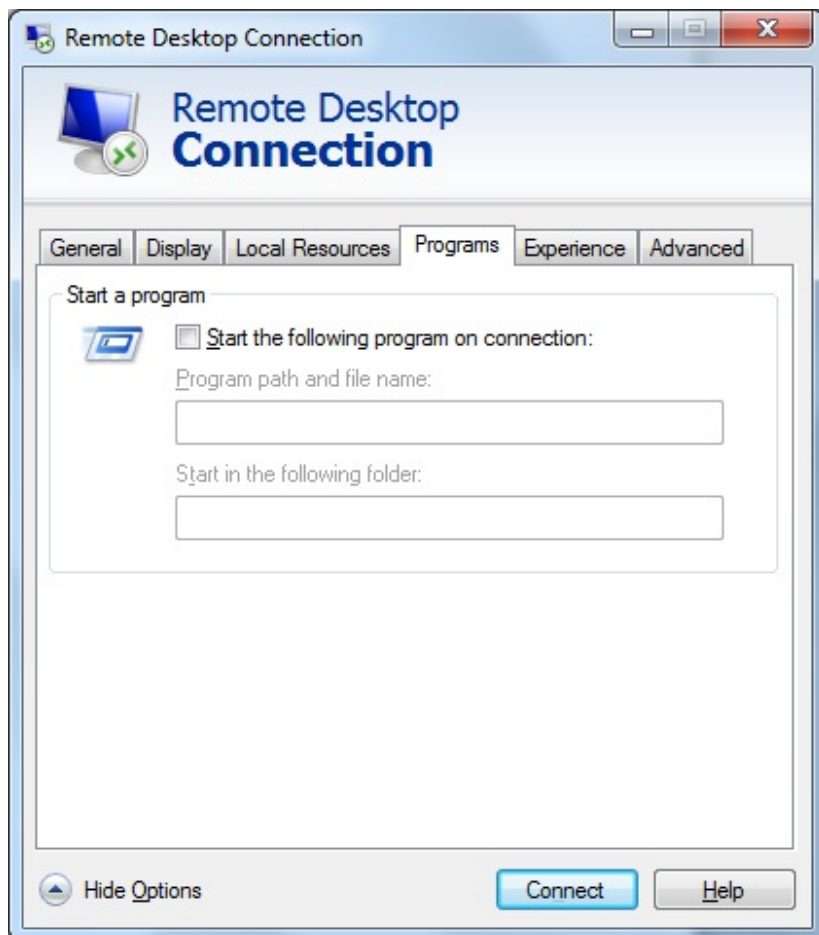 Remote Desktop Connection
Remote Desktop
Connection
General Display Local Resources Programs Experience Advanced
Start a program
Start the following program on connection:
Program path and file name:
Start in the following folder:
Hide Options Connect Help